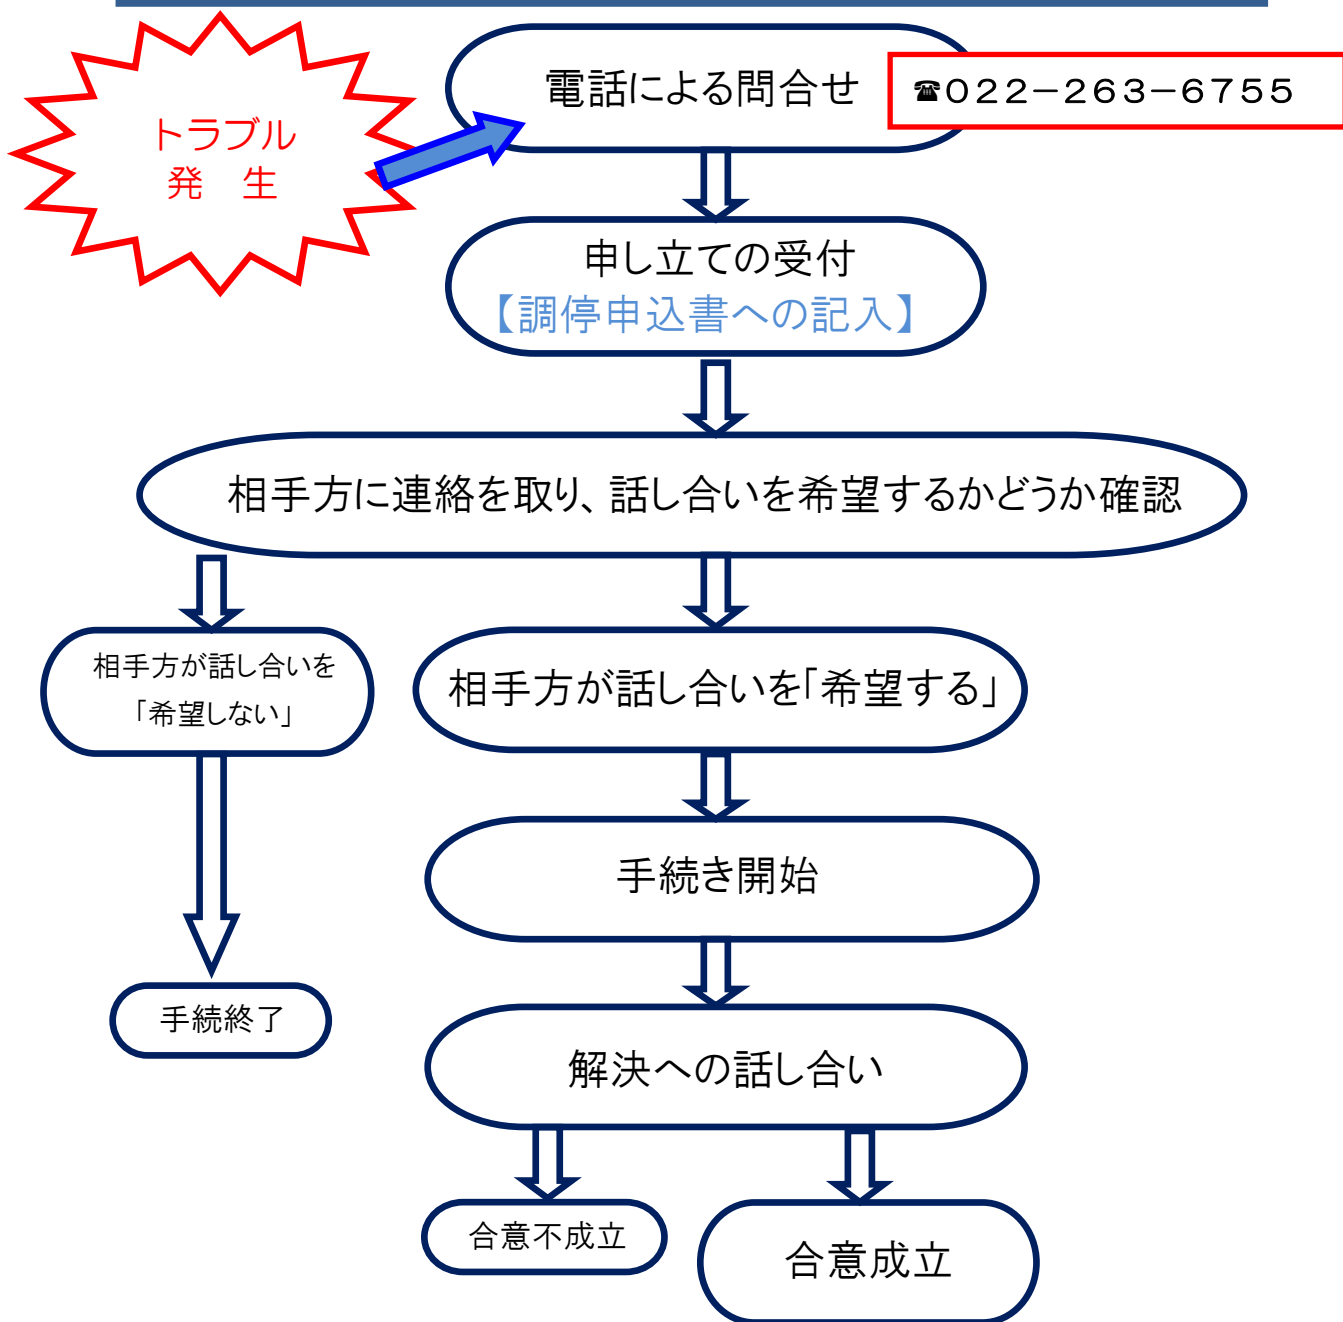 トラブル
発　生
電話による問合せ
☎022－263－6755
申し立ての受付
【調停申込書への記入】
相手方に連絡を取り、話し合いを希望するかどうか確認
相手方が話し合いを
「希望しない」
相手方が話し合いを「希望する」
手続き開始
手続終了
解決への話し合い
合意不成立
合意成立